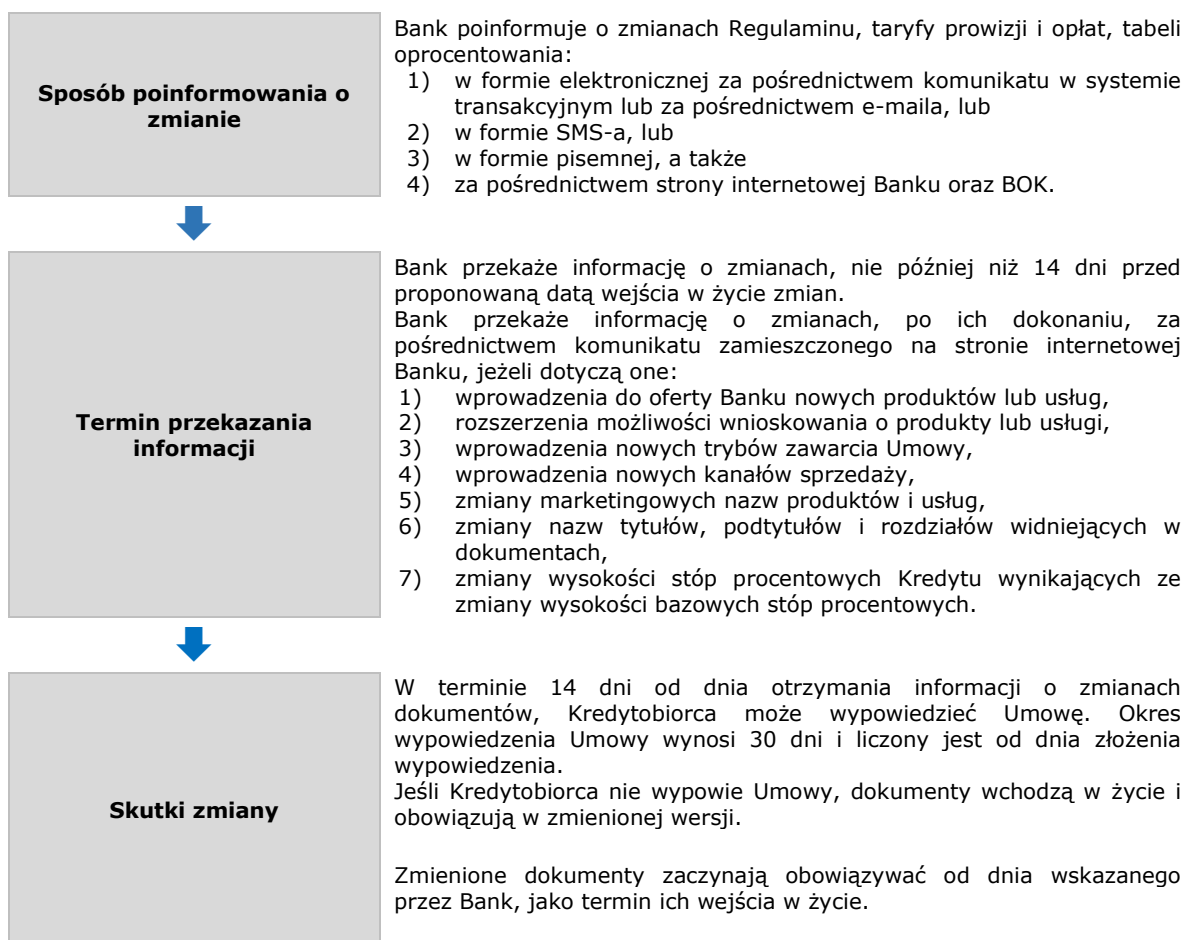 Sposób poinformowania o
zmianie
Bank poinformuje o zmianach Regulaminu, taryfy prowizji i opłat, tabeli
oprocentowania:
1) w formie elektronicznej za pośrednictwem komunikatu w systemie
transakcyjnym lub za pośrednictwem e-maila, lub
2) w formie SMS-a, lub
3) w formie pisemnej, a także
4) za pośrednictwem strony internetowej Banku oraz BOK.
Termin przekazania
informacji
Bank przekaże informację o zmianach, nie później niż 14 dni przed
proponowaną datą wejścia w życie zmian.
Bank przekaże informację o zmianach, po ich dokonaniu, za
pośrednictwem komunikatu zamieszczonego na stronie internetowej
Banku, jeżeli dotyczą one:
1) wprowadzenia do oferty Banku nowych produktów lub usług,
2) rozszerzenia możliwości wnioskowania o produkty lub usługi,
3) wprowadzenia nowych trybów zawarcia Umowy,
4) wprowadzenia nowych kanałów sprzedaży,
5) zmiany marketingowych nazw produktów i usług,
6) zmiany nazw tytułów, podtytułów i rozdziałów widniejących w
dokumentach,
7) zmiany wysokości stóp procentowych Kredytu wynikających ze
zmiany wysokości bazowych stóp procentowych.
Skutki zmiany
W terminie 14 dni od dnia otrzymania informacji o zmianach
dokumentów, Kredytobiorca może wypowiedzieć Umowę. Okres
wypowiedzenia Umowy wynosi 30 dni i liczony jest od dnia złożenia
wypowiedzenia.
Jeśli Kredytobiorca nie wypowie Umowy, dokumenty wchodzą w życie i
obowiązują w zmienionej wersji.
Zmienione dokumenty zaczynają obowiązywać od dnia wskazanego
przez Bank, jako termin ich wejścia w życie.